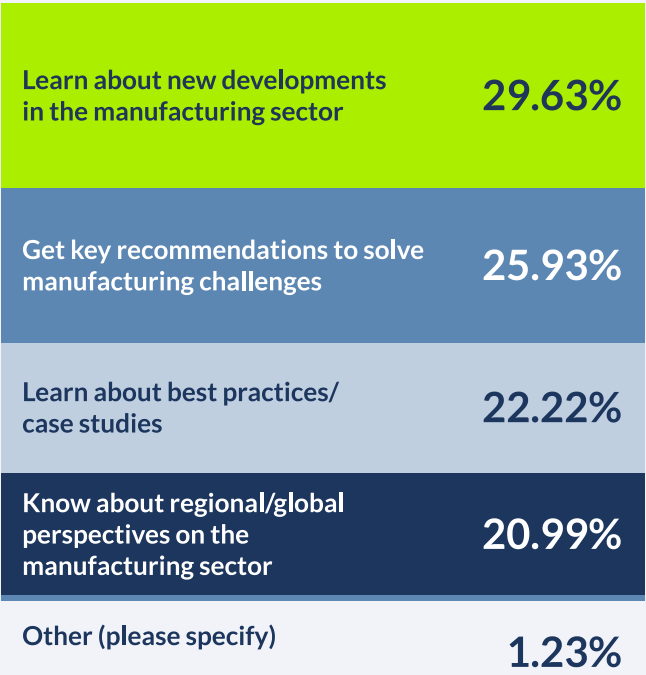 Learn about new developments
in the manufacturing sector
29.63%
Get key recommendations to solve
manufacturing challenges
25.93%
Learn about best practices/
case studies
22.22%
Know about regional/global
perspectives on the
manufacturing sector
20.99%
Other (please specify)
1.23%